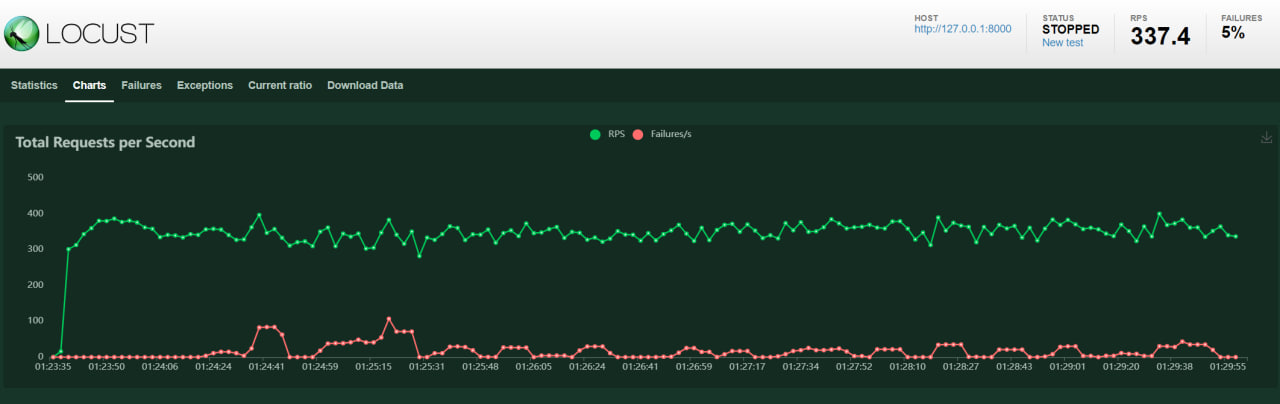 LOCUST
HOST
http://127.0.0.1:8000
STATUS
STOPPED
New test
RPS
337.4
FAILURES
5%
Statistics Charts Failures Exceptions Current ratio Download Data
Total Requests per Second
RPS Failures/s
500
400
300
200
100
0
01:23:35 01:23:50 01:24:06 01:24:24 01:24:41 01:24:59 01:25:15 01:25:31 01:25:48 01:26:05 01:26:24 01:26:41 01:26:59 01:27:17 01:27:34 01:27:52 01:28:10 01:28:27 01:28:43 01:29:01 01:29:20 01:29:38 01:29:55